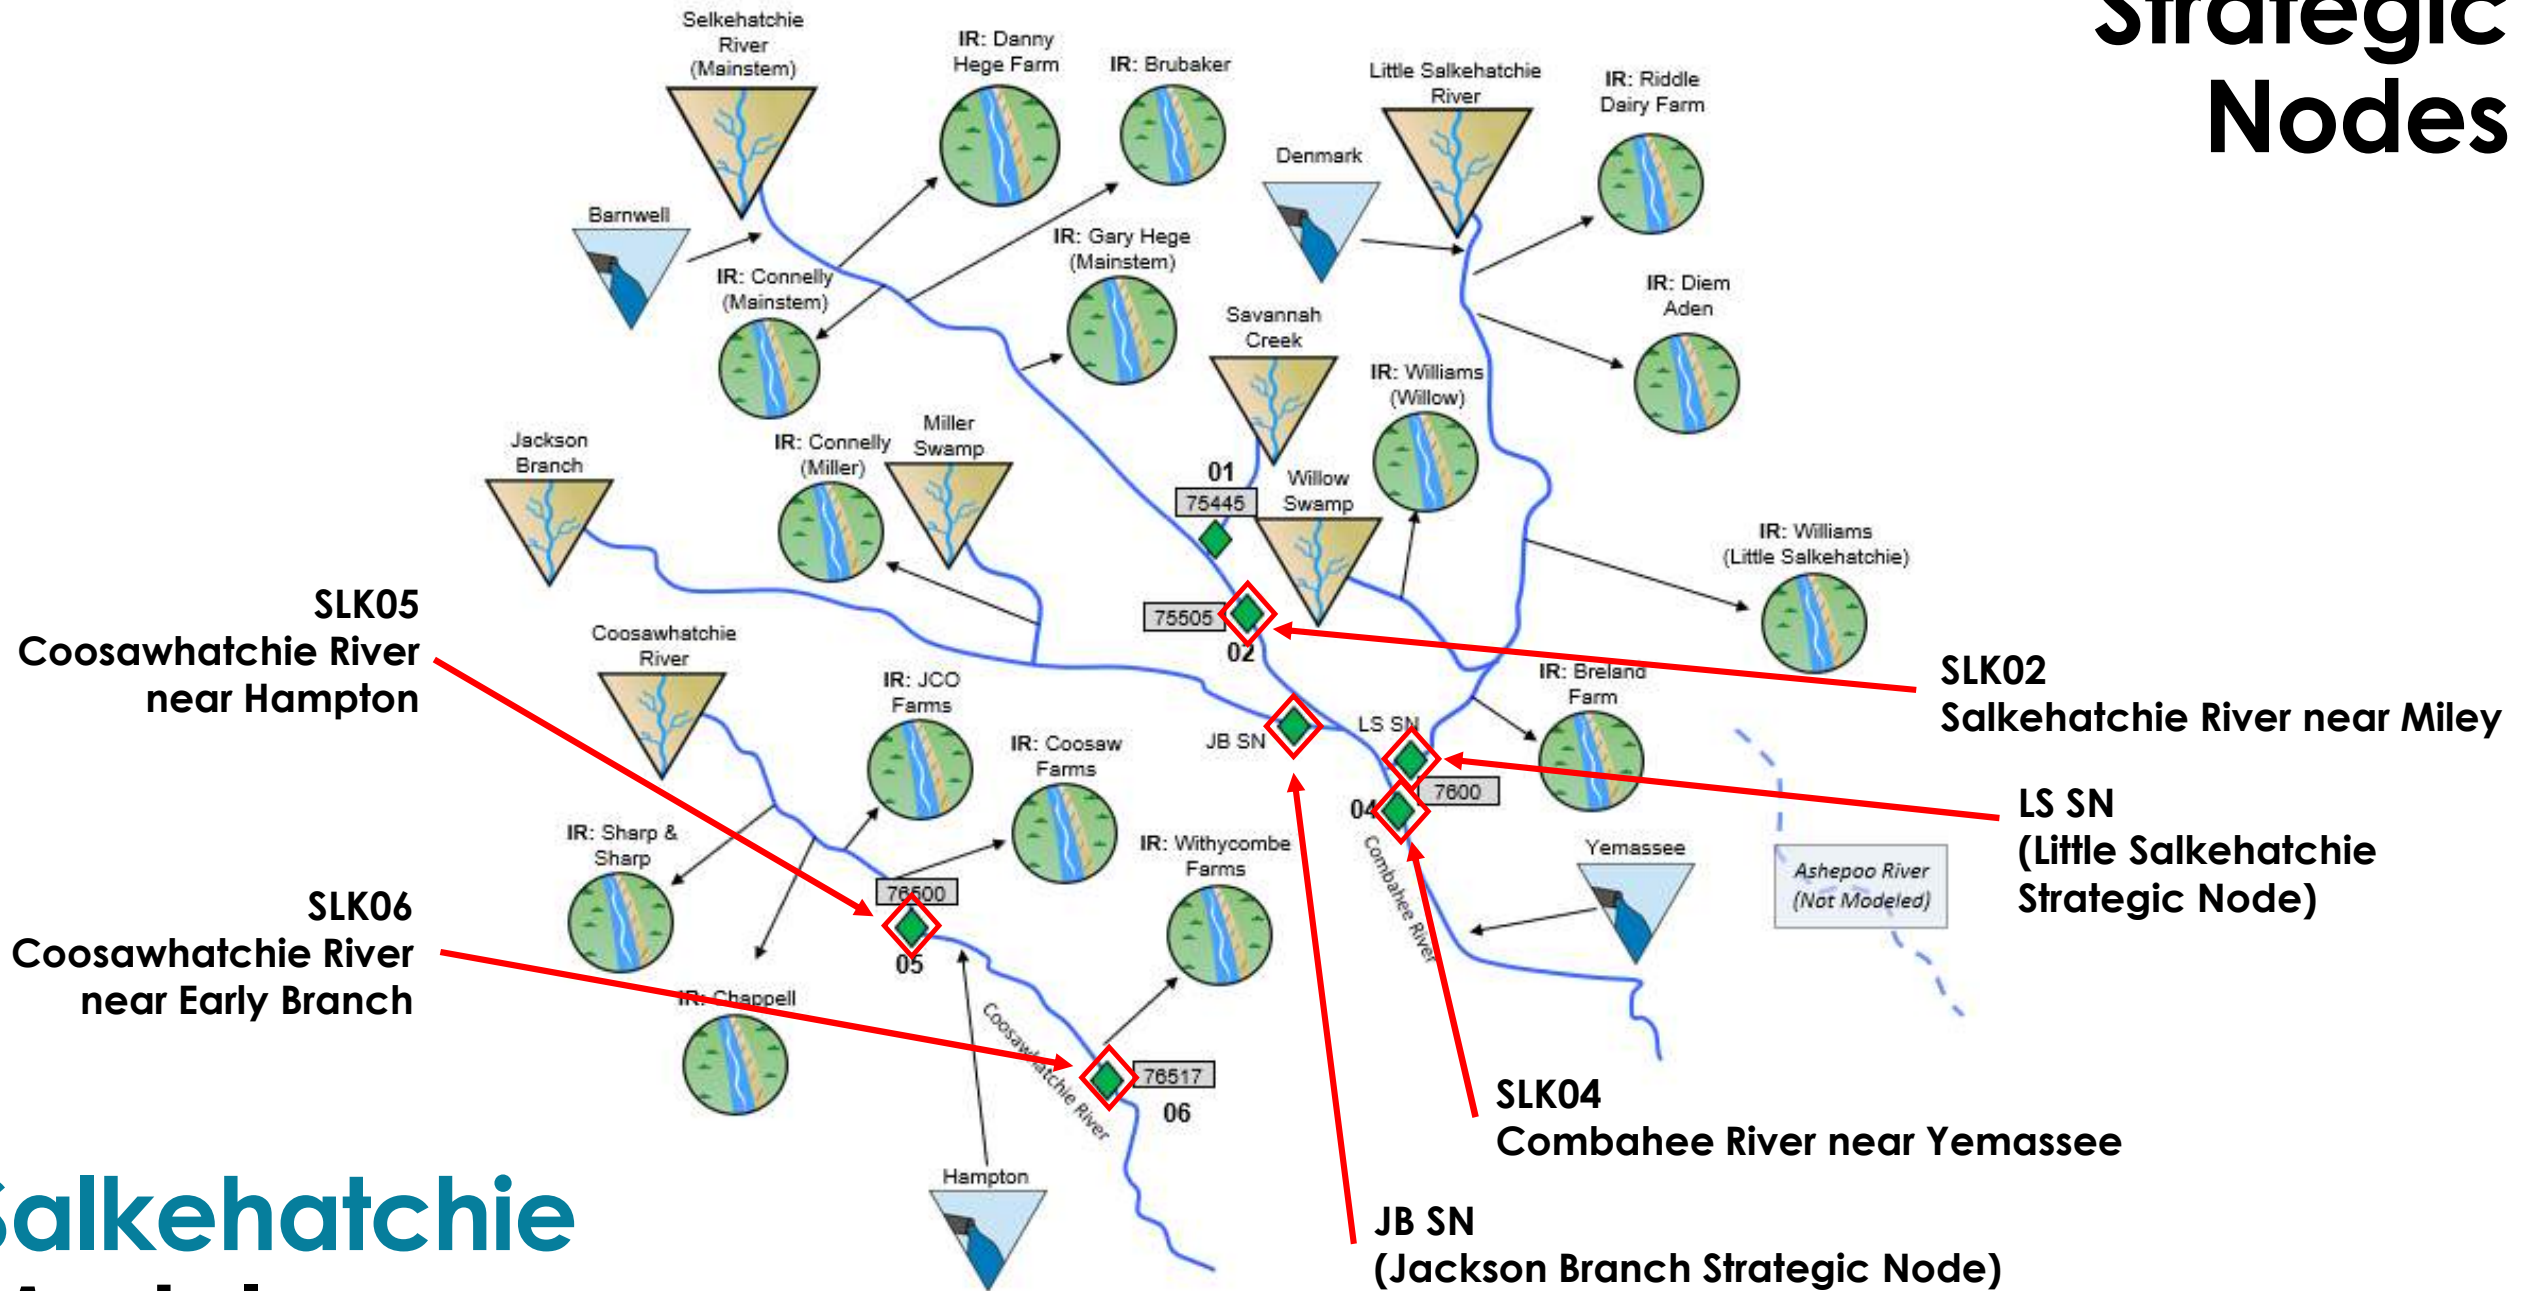 Strategic
Nodes
Selkehatchie
River
(Mainstem)
IR: Danny
Hege Farm
IR: Brubaker
Little Salkehatchie
River
IR: Riddle
Dairy Farm
Denmark
Barnwell
IR: Gary Hege
(Mainstem)
IR: Connelly
(Mainstem)
IR: Diem
Aden
Savannah
Creek
IR: Williams
(Willow)
Miller
Swamp
Jackson
Branch
IR: Connelly
(Miller)
01
75445
Willow
Swamp
IR: Williams
(Little Salkehatchie)
SLK05
Coosawhatchie River
near Hampton
75505
02
Coosawhatchie
River
SLK02
Salkehatchie River near Miley
IR: JCO
Farms
IR: Breland
Farm
JB SN
LS SN
IR: Coosaw
Farms
7600
04
LS SN
(Little Salkehatchie
Strategic Node)
IR: Sharp &
Sharp
IR: Withycombe
Farms
Combahee River
Yemassee
Ashepoo River
(Not Modeled)
76500
05
SLK06
Coosawhatchie River
near Early Branch
IR: Chappell
Coosawhatchie River
76517
06
SLK04
Combahee River near Yemassee
Hampton
JB SN
(Jackson Branch Strategic Node)
Salkehatchie